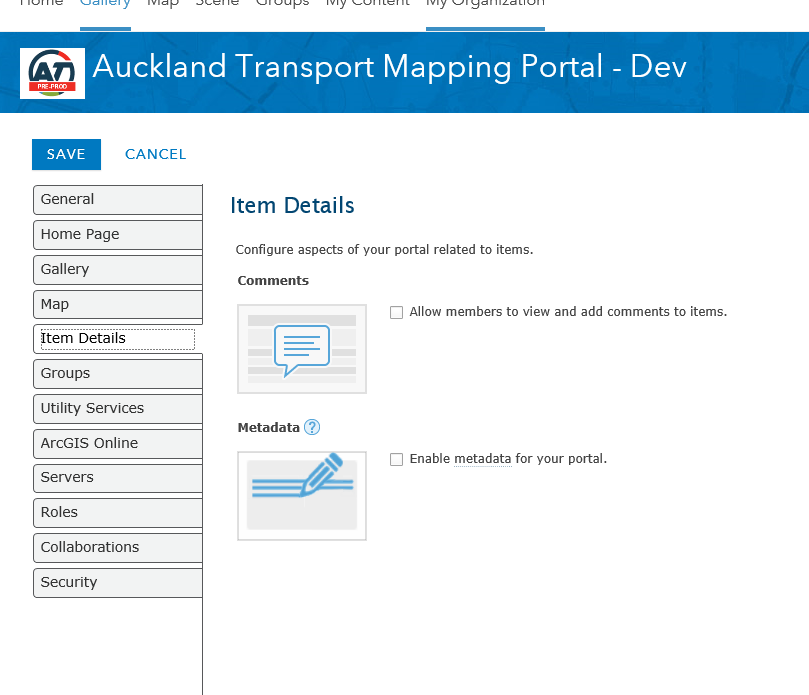 Home Gallery Map Scene Groups My Content My Organization
AT
PRE-PROD
Auckland Transport Mapping Portal - Dev
SAVE CANCEL
General
Home Page
Gallery
Map
Item Details
Groups
Utility Services
ArcGIS Online
Servers
Roles
Collaborations
Security
Item Details
Configure aspects of your portal related to items.
Comments
Allow members to view and add comments to items.
Metadata ?
Enable metadata for your portal.